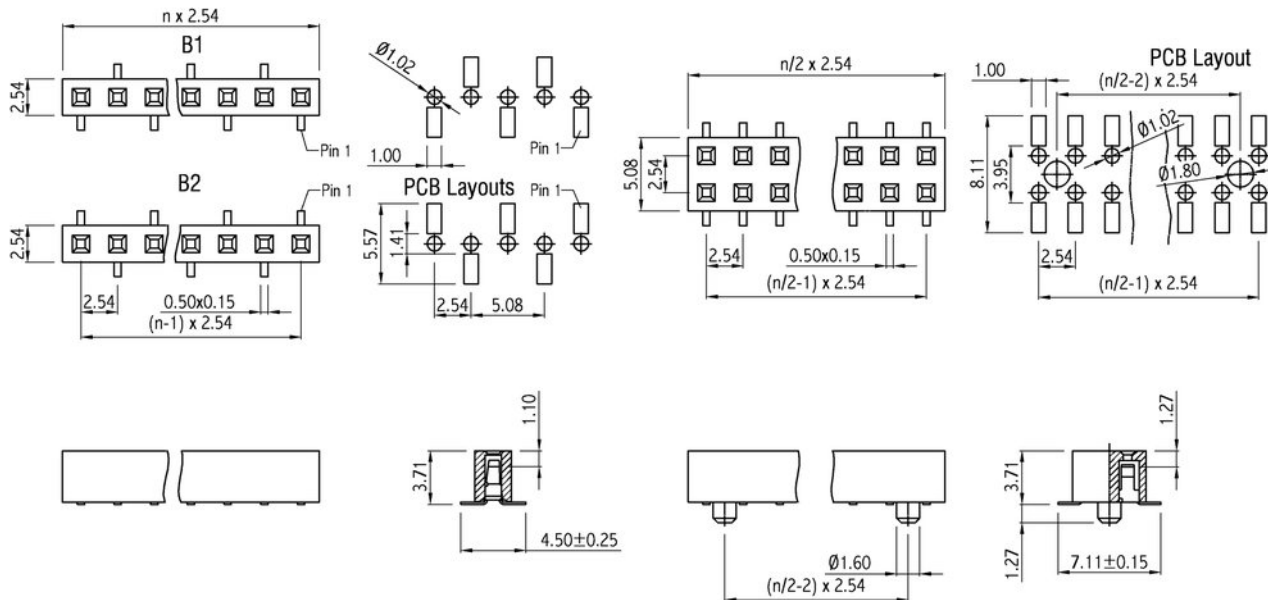 n x 2.54
B1
2.54
Pin 1
B2
Pin 1
2.54
2.54
0.50x0.15
(n-1) x 2.54
Ø1.02
1.00
Pin 1
PCB Layouts
Pin 1
5.57
1.41
2.54
5.08
n/2 x 2.54
5.08
2.54
2.54
0.50x0.15
(n/2-1) x 2.54
PCB Layout
1.00
(n/2-2) x 2.54
Ø1.02
8.11
3.95
Ø1.80
2.54
(n/2-1) x 2.54
3.71
1.10
4.50±0.25
3.71
1.27
Ø1.60
(n/2-2) x 2.54
1.27
7.11±0.15